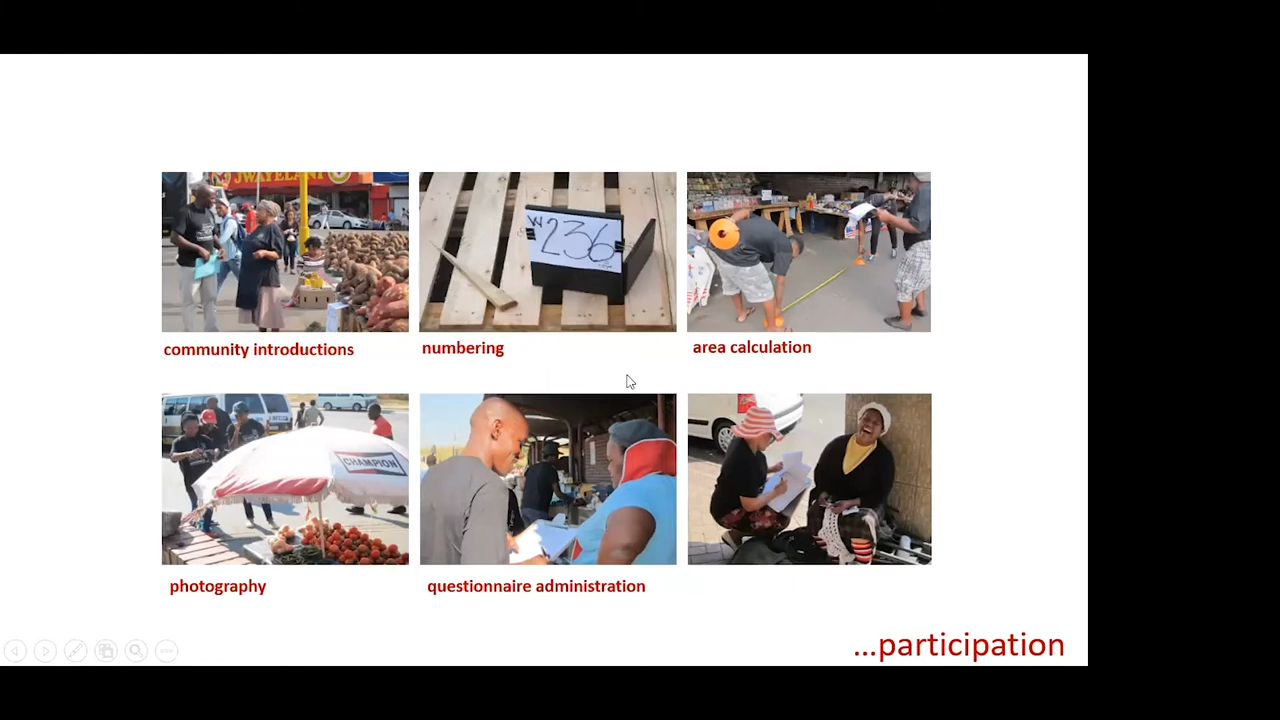 JWAYELANI
W236
community introductions
numbering
area calculation
CHAMPION
photography
questionnaire administration
...participation